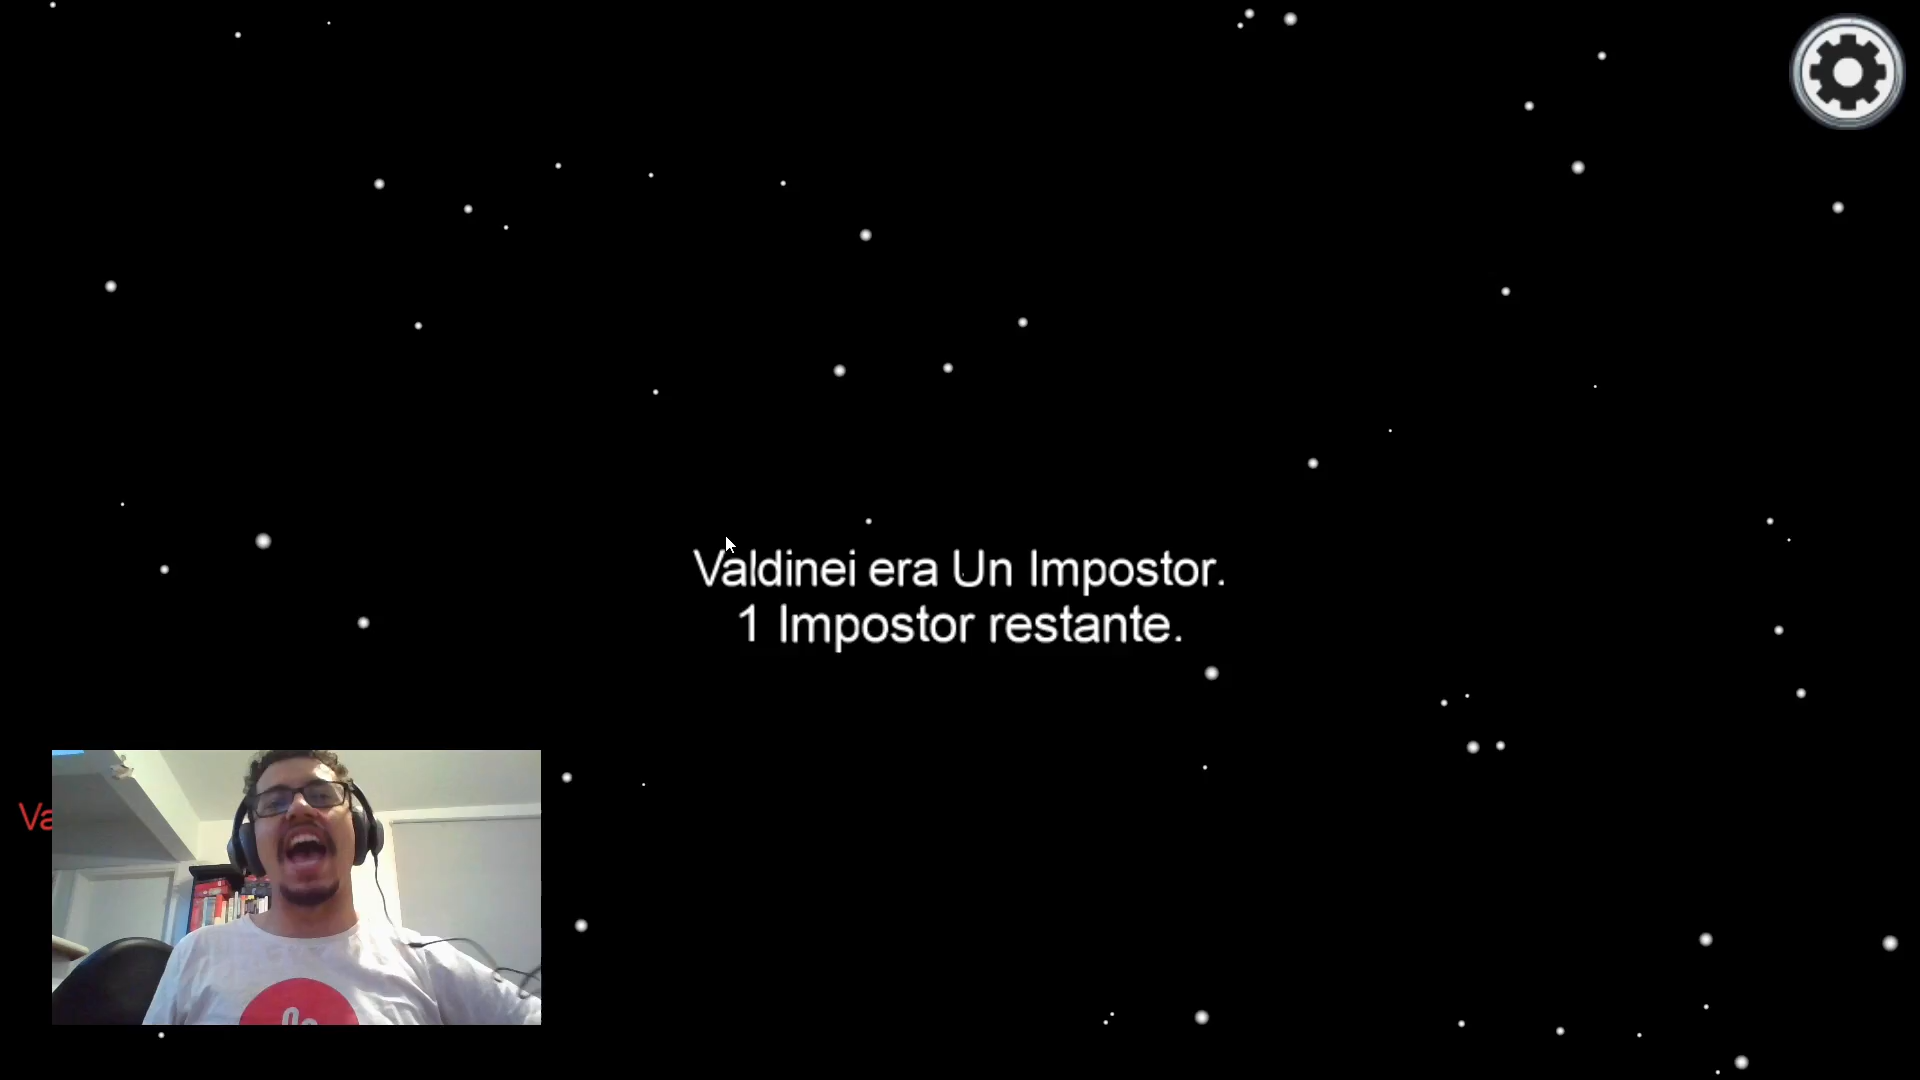 Valdinei era Un Impostor.
1 Impostor restante.
Va